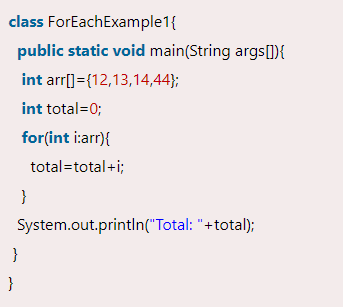 class ForEachExample1{
public static void main(String args[]){
int arr[]={12,13,14,44};
int total=0;
for(int i:arr){
total=total+i;
}
System.out.println("Total: "+total);
}
}